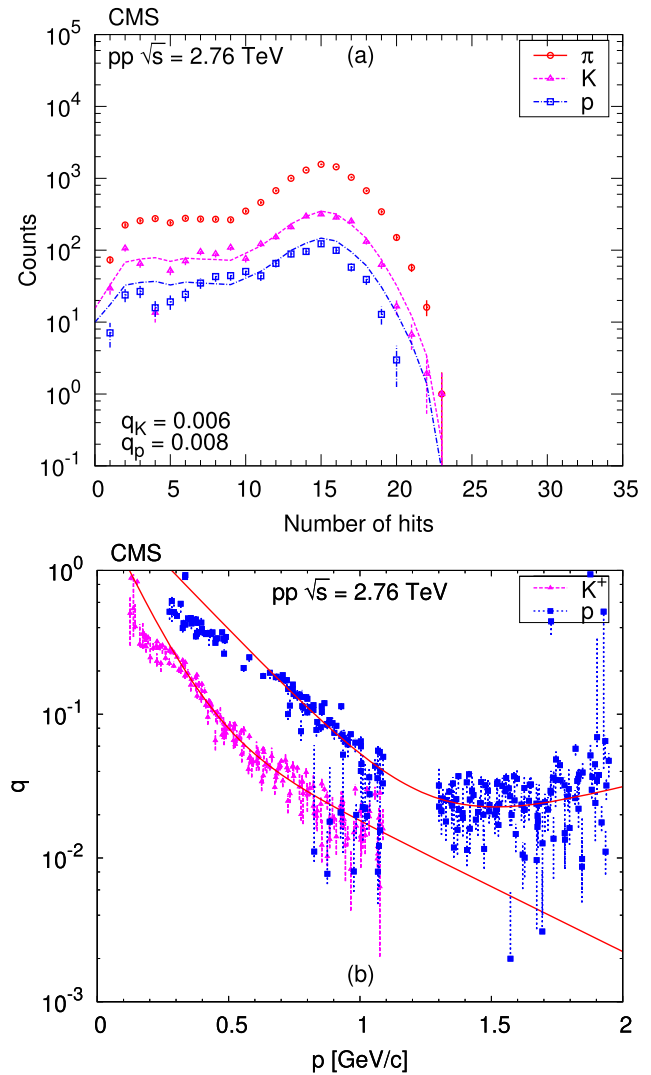 CMS
10^5
pp √s = 2.76 TeV
(a)
π
K
p
10^4
10^3
10^2
10^1
10^0
10^-1
Counts
q_K = 0.006
q_p = 0.008
0 5 10 15 20 25 30 35
Number of hits
CMS
10^0
pp √s = 2.76 TeV
K^+
p
10^-1
q
10^-2
(b)
10^-3
0 0.5 1 1.5 2
p [GeV/c]